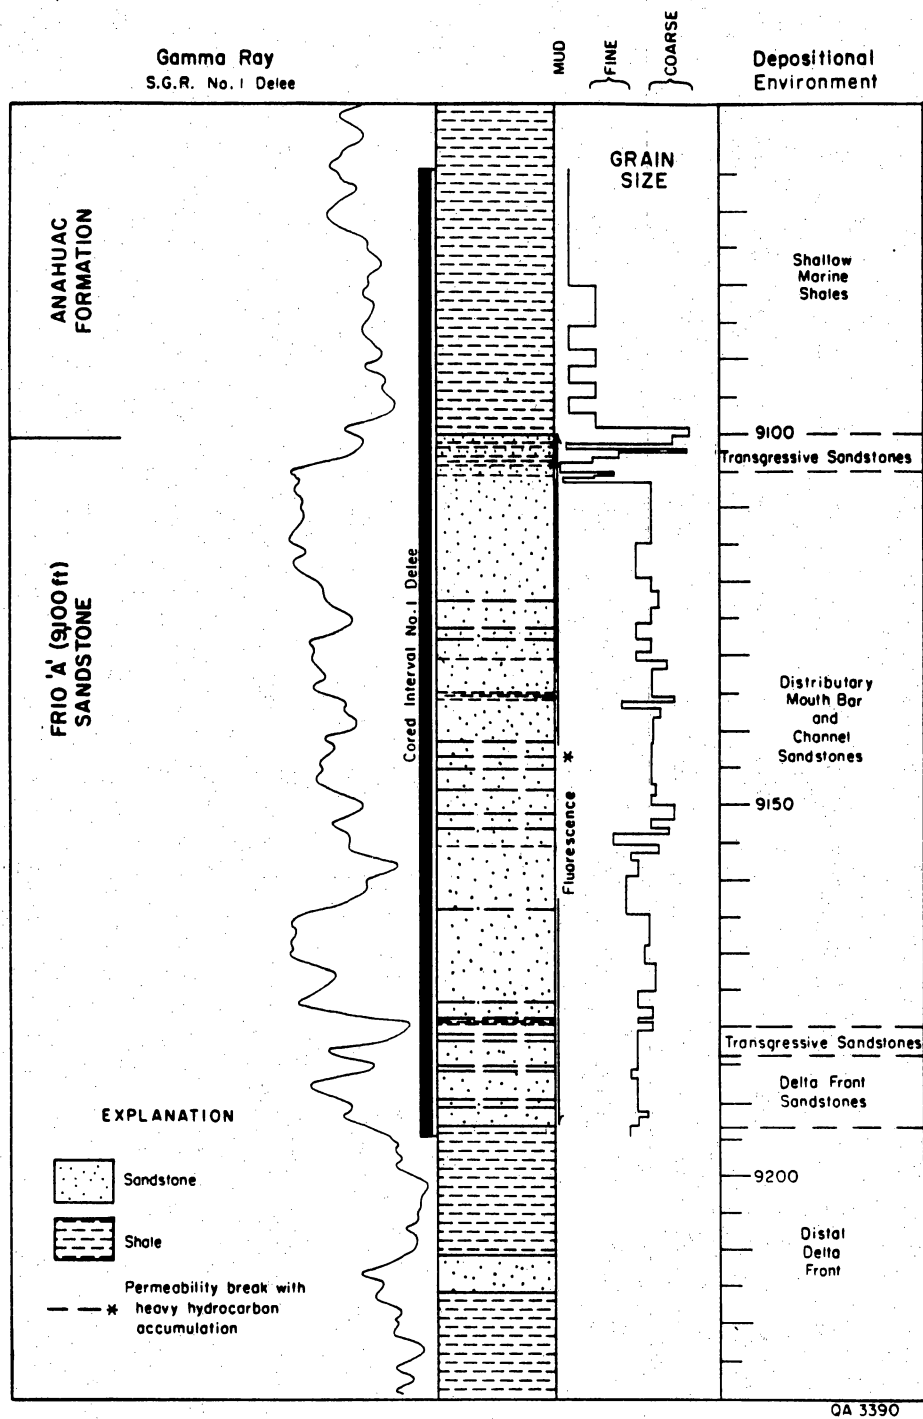 Gamma Ray
S.G.R. No. 1 Delee
MUD
FINE
COARSE
Depositional
Environment
GRAIN
SIZE
ANAHUAC
FORMATION
Shallow
Marine
Shales
9100
Transgressive Sandstones
FRIO 'A' (9,100 ft)
SANDSTONE
Cored Interval No. 1 Delee
Distributary
Mouth Bar
and
Channel
Sandstones
*
Fluorescence
9150
Transgressive Sandstones
Delta Front
Sandstones
9200
Distal
Delta
Front
EXPLANATION
Sandstone
Shale
Permeability break with
* heavy hydrocarbon
accumulation
QA 3390